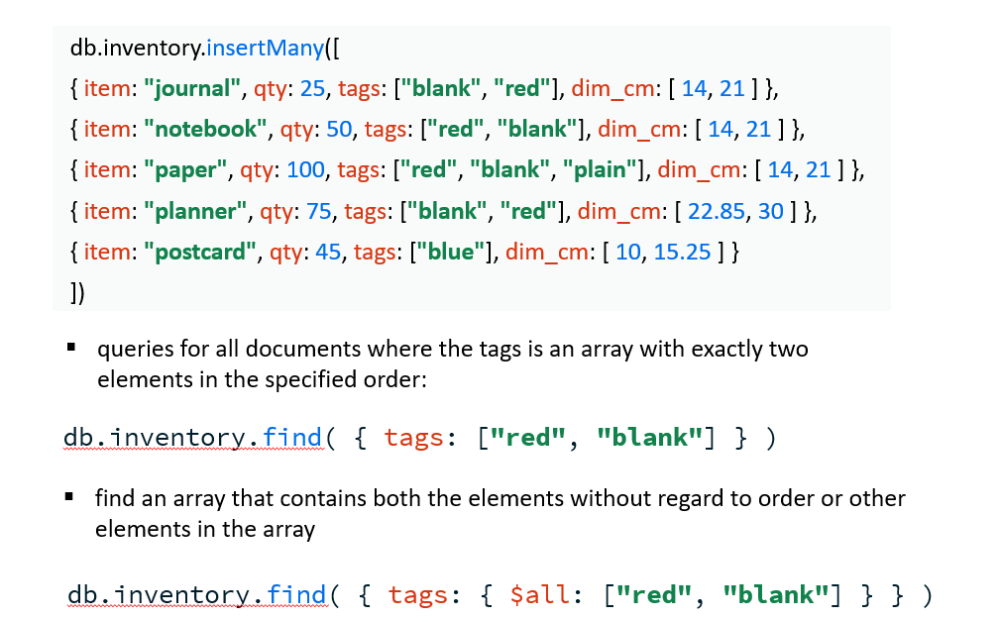 db.inventory.insertMany([
{ item: "journal", qty: 25, tags: ["blank", "red"], dim_cm: [ 14, 21 ] },
{ item: "notebook", qty: 50, tags: ["red", "blank"], dim_cm: [ 14, 21 ] },
{ item: "paper", qty: 100, tags: ["red", "blank", "plain"], dim_cm: [ 14, 21 ] },
{ item: "planner", qty: 75, tags: ["blank", "red"], dim_cm: [ 22.85, 30 ] },
{ item: "postcard", qty: 45, tags: ["blue"], dim_cm: [ 10, 15.25 ] }
])
▪ queries for all documents where the tags is an array with exactly two
elements in the specified order:
db.inventory.find( { tags: ["red", "blank"] } )
▪ find an array that contains both the elements without regard to order or other
elements in the array
db.inventory.find( { tags: { $all: ["red", "blank"] } } )